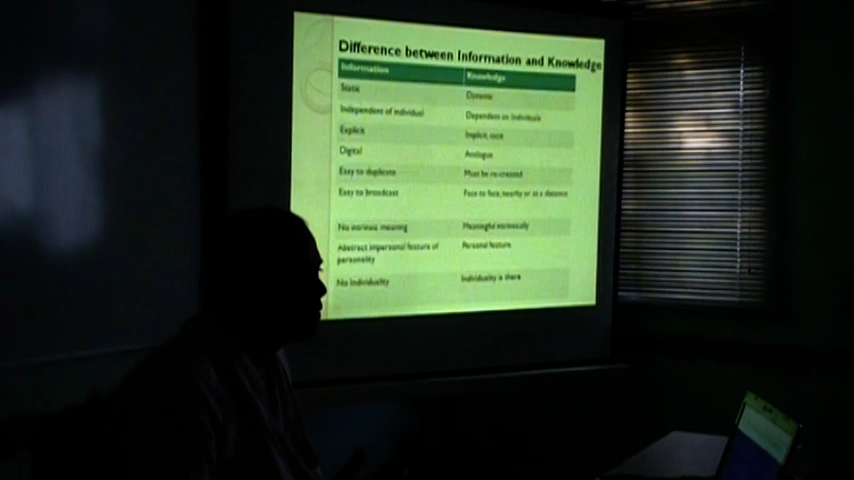 Difference between Information and Knowledge
Information Knowledge
Static Dynamic
Independent of individual Dependent on individuals
Explicit Implicit, tacit
Digital Analogue
Easy to duplicate Must be re-created
Easy to broadcast Face to face, nearby or at a distance
No intrinsic meaning Meaningful intrinsically
Abstract impersonal feature of Personal feature
personality
No Individuality Individuality is there